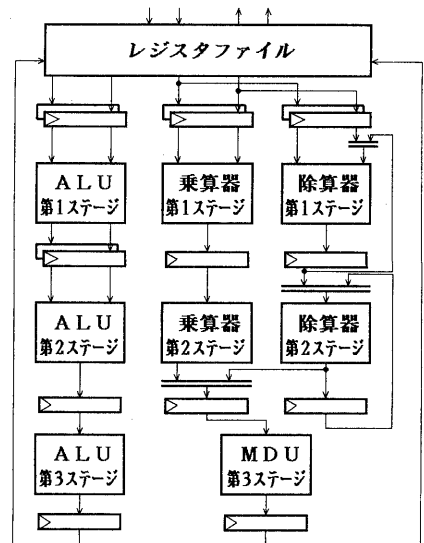 レジスタファイル
ALU
第1ステージ
乗算器
第1ステージ
除算器
第1ステージ
ALU
第2ステージ
乗算器
第2ステージ
除算器
第2ステージ
ALU
第3ステージ
MDU
第3ステージ